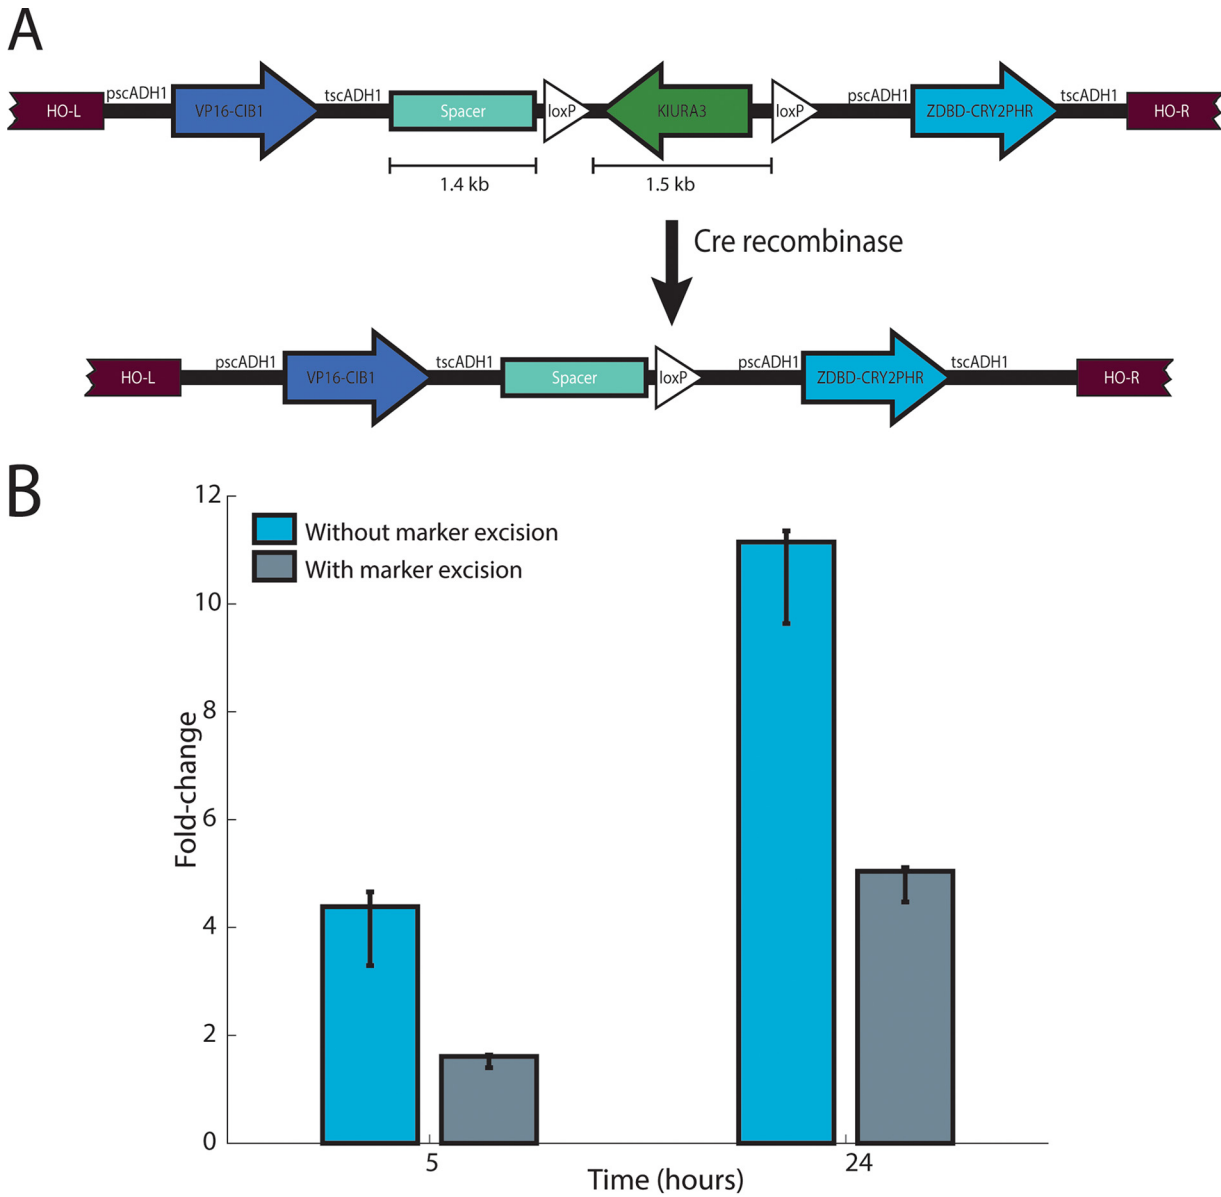 A
HO-L pscADH1 VP16-CIB1 tscADH1 Spacer loxP KIURA3 loxP pscADH1 ZDBD-CRY2PHR tscADH1 HO-R
1.4 kb 1.5 kb
Cre recombinase
HO-L pscADH1 VP16-CIB1 tscADH1 Spacer loxP pscADH1 ZDBD-CRY2PHR tscADH1 HO-R
B
Without marker excision
With marker excision
Fold-change
12
10
8
6
4
2
0
5 24
Time (hours)